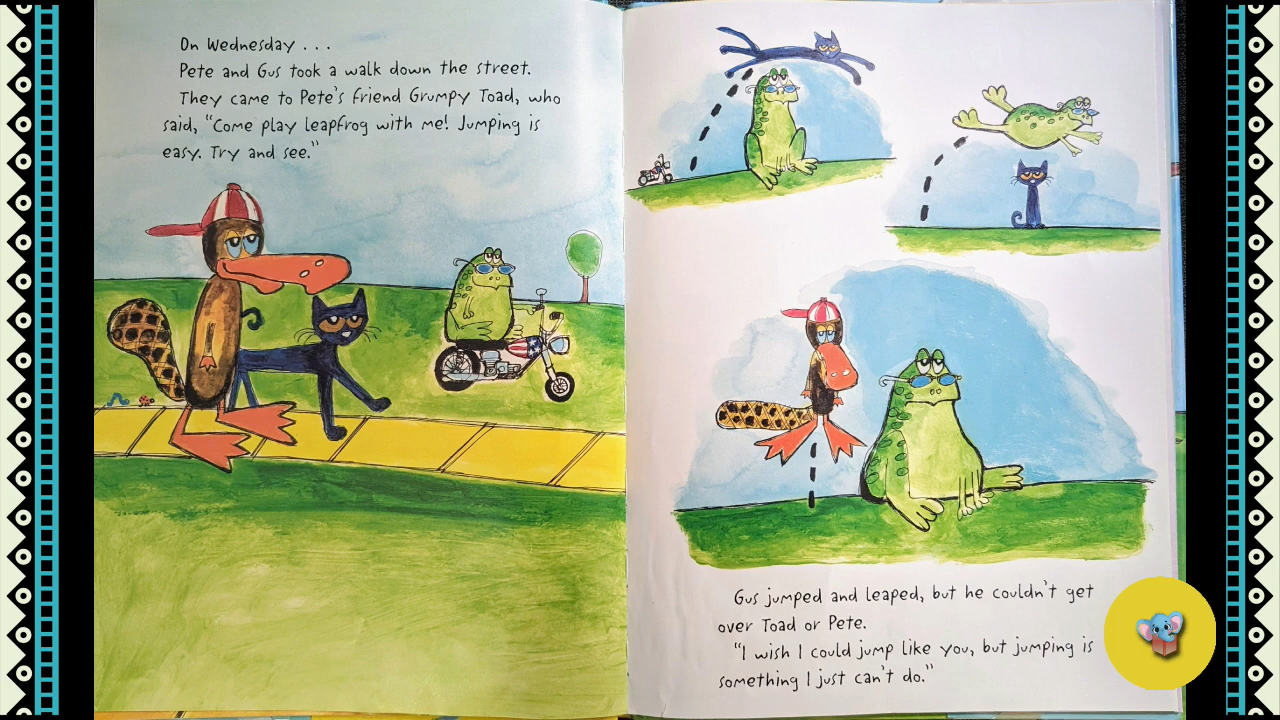 On Wednesday . . .
Pete and Gus took a walk down the street.
They came to Pete's friend Grumpy Toad, who
said, "Come play leapfrog with me! Jumping is
easy. Try and see."
Gus jumped and leaped, but he couldn't get
over Toad or Pete.
"I wish I could jump like you, but jumping is
something I just can't do."